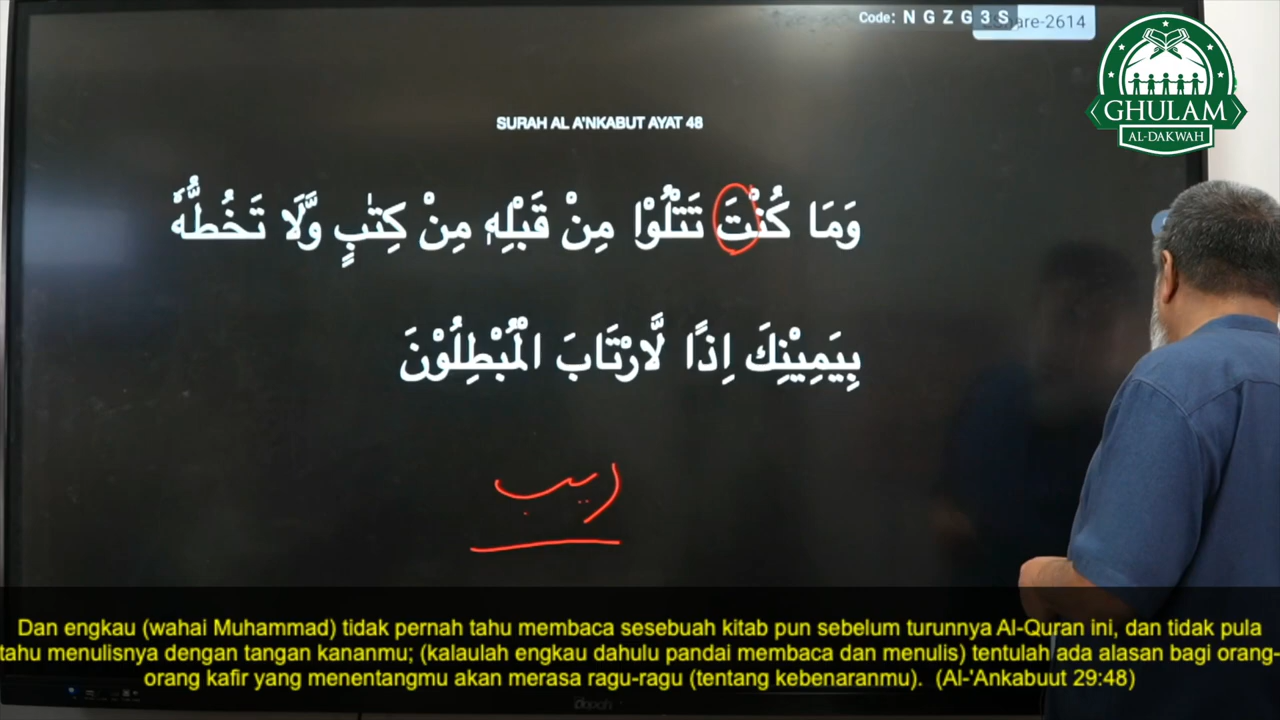 Code: N G Z G 3 S
hare-2614
GHULAM
AL-DAKWAH
SURAH AL A'NKABUT AYAT 48
وَمَا كُنْتَ تَتْلُوْا مِنْ قَبْلِهٖ مِنْ كِتٰبٍ وَّلَا تَخُطُّهٗ
بِيَمِيْنِكَ اِذًا لَّارْتَابَ الْمُبْطِلُوْنَ
ريب
Dan engkau (wahai Muhammad) tidak pernah tahu membaca sesebuah kitab pun sebelum turunnya Al-Quran ini, dan tidak pula
tahu menulisnya dengan tangan kananmu; (kalaulah engkau dahulu pandai membaca dan menulis) tentulah ada alasan bagi orang-
orang kafir yang menentangmu akan merasa ragu-ragu (tentang kebenaranmu). (Al-'Ankabuut 29:48)